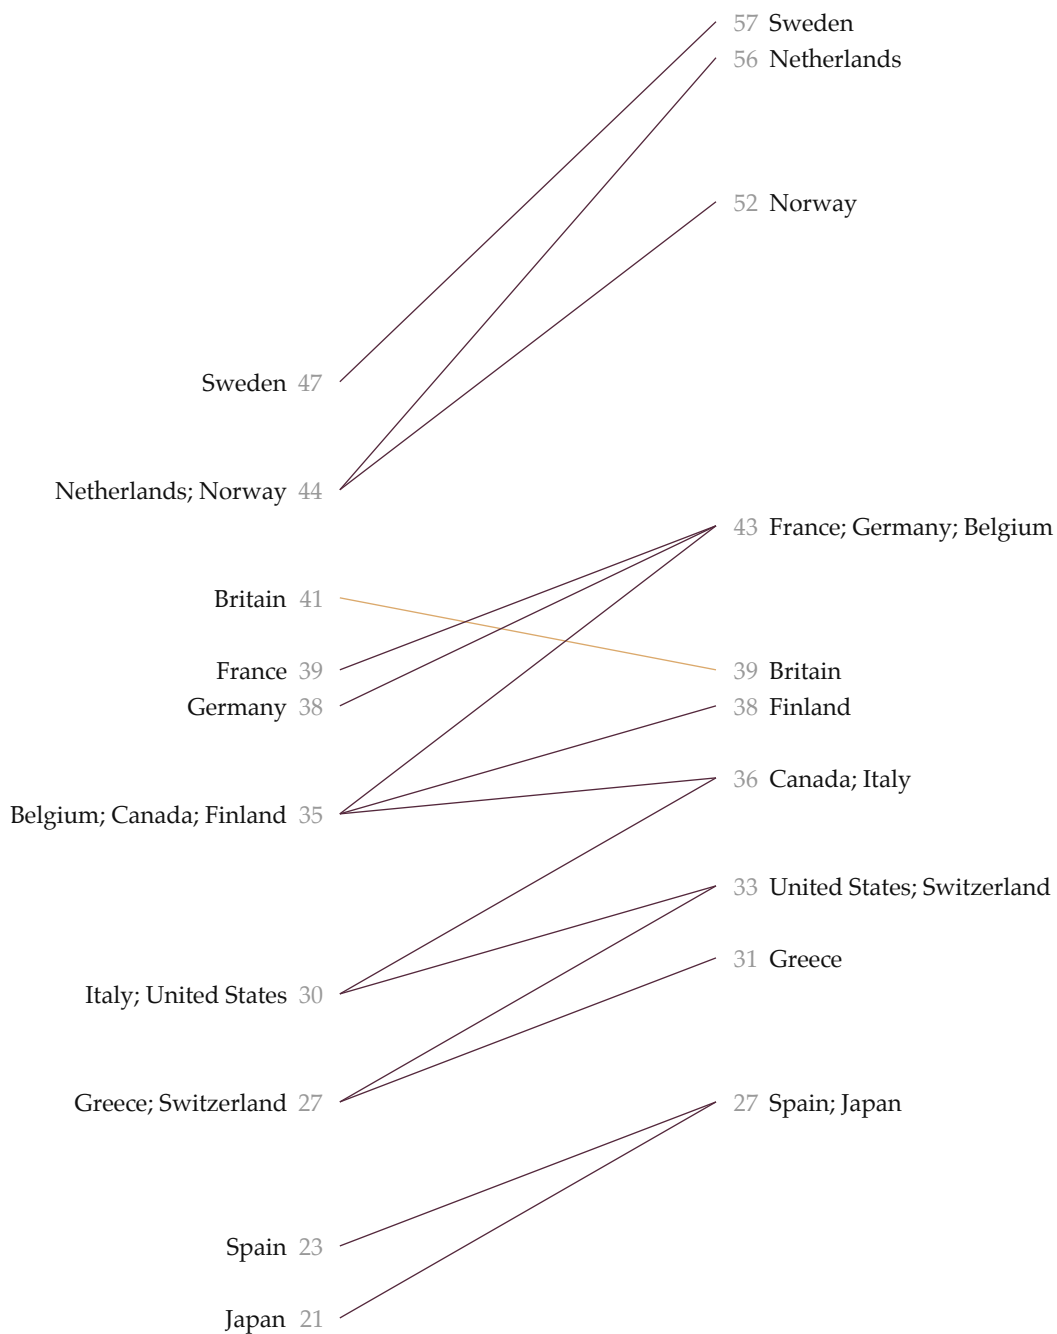 57 Sweden
56 Netherlands
52 Norway
Sweden 47
Netherlands; Norway 44
43 France; Germany; Belgium
Britain 41
France 39
39 Britain
Germany 38
38 Finland
36 Canada; Italy
Belgium; Canada; Finland 35
33 United States; Switzerland
31 Greece
Italy; United States 30
Greece; Switzerland 27
27 Spain; Japan
Spain 23
Japan 21